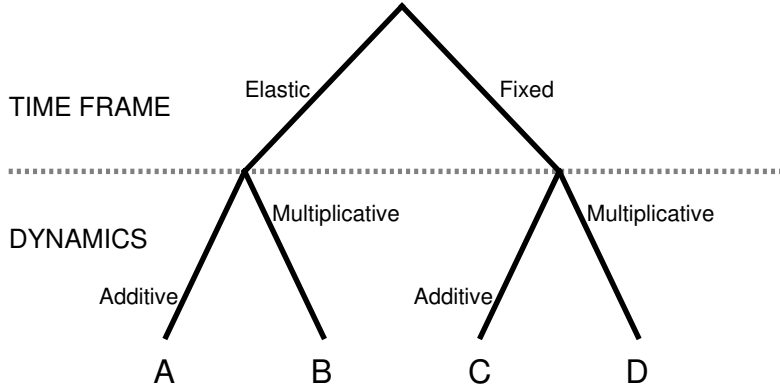 Elastic
Fixed
TIME FRAME
Multiplicative
Multiplicative
DYNAMICS
Additive
Additive
A
B
C
D